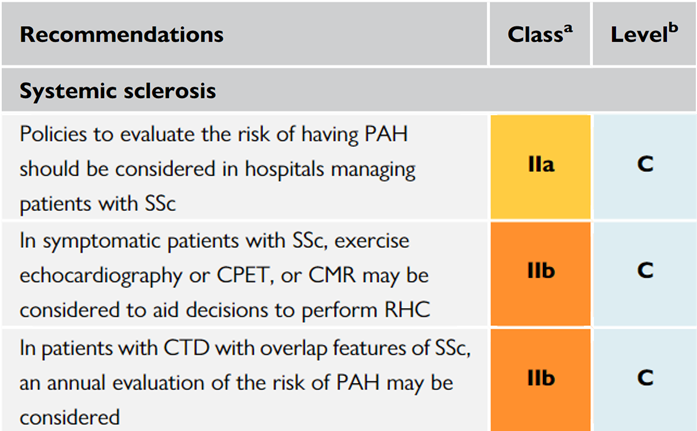 Recommendations Classᵃ Levelᵇ
Systemic sclerosis
Policies to evaluate the risk of having PAH
should be considered in hospitals managing IIa C
patients with SSc
In symptomatic patients with SSc, exercise
echocardiography or CPET, or CMR may be IIb C
considered to aid decisions to perform RHC
In patients with CTD with overlap features of SSc,
an annual evaluation of the risk of PAH may be IIb C
considered